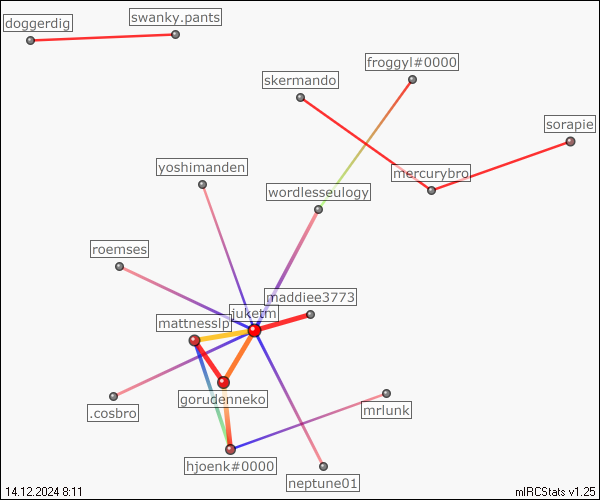 swanky.pants
doggerdig
froggyl#0000
skermando
sorapie
yoshimanden
mercurybro
wordlesseulogy
roemses
maddiee3773
juketm
mattnesslp
gorudenneko
.cosbro
mrlunk
hjoenk#0000
neptune01
14.12.2024 8:11
mIRCStats v1.25